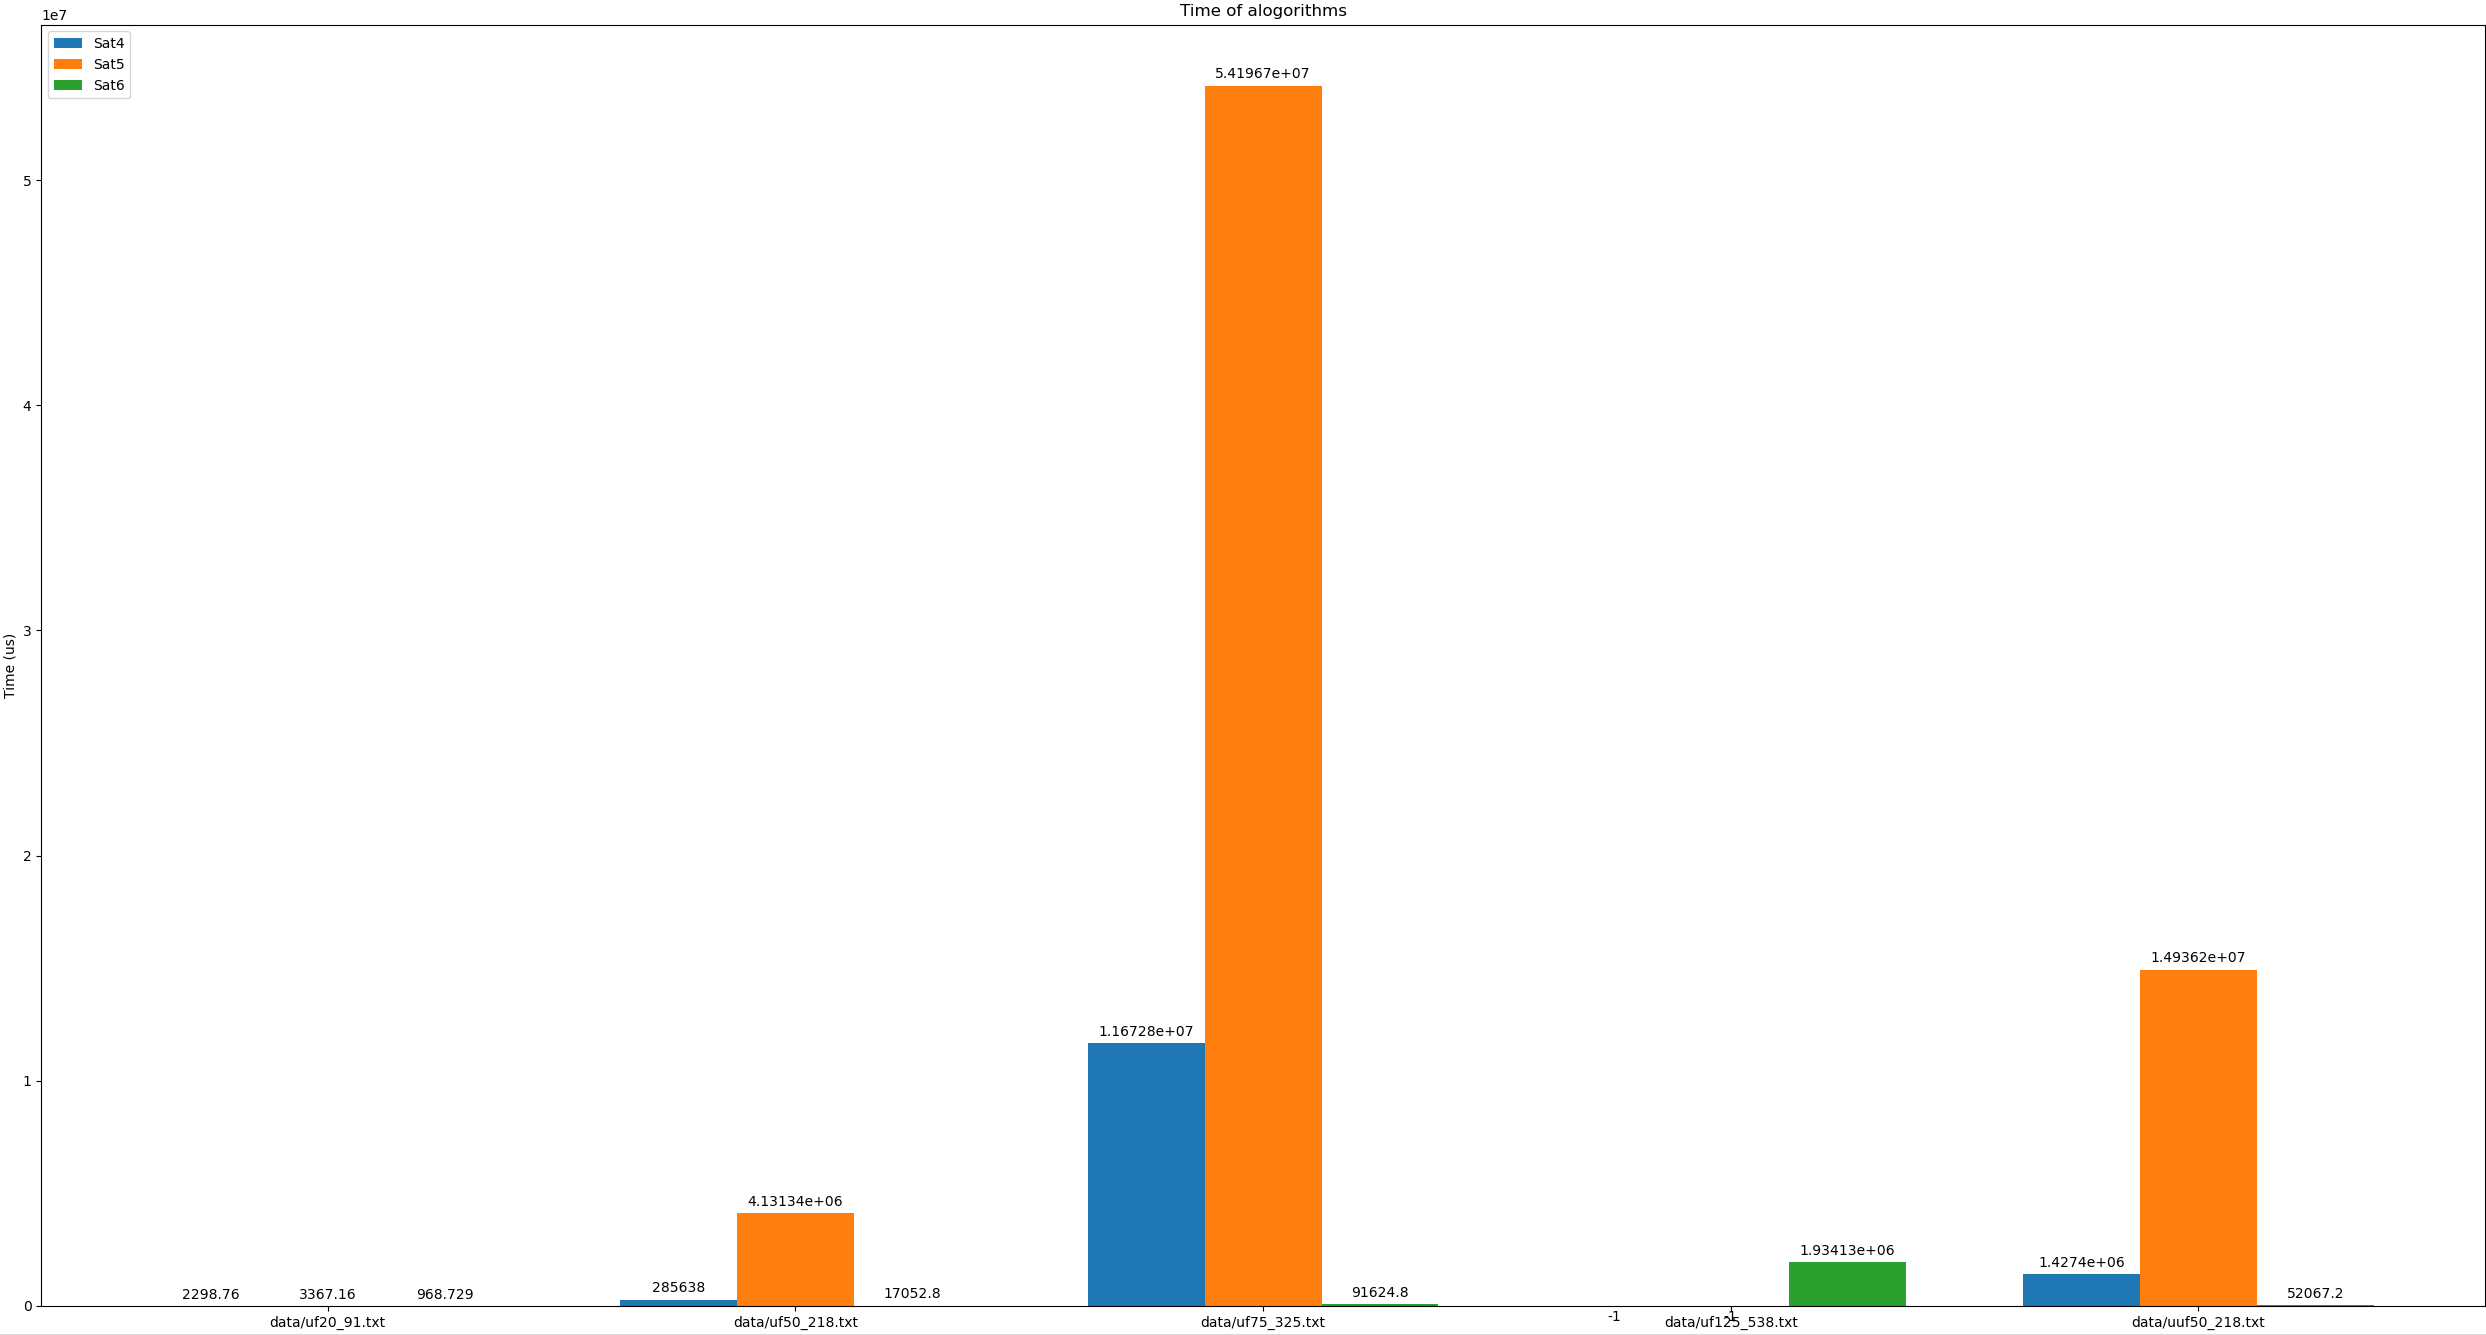 Time of alogorithms
1e7
Sat4
Sat5
Sat6
5.41967e+07
5
4
3
Time (us)
2
1.49362e+07
1.16728e+07
1
4.13134e+06
1.93413e+06
1.4274e+06
285638
91624.8
2298.76 3367.16 968.729 17052.8 52067.2
0
-1 -1
data/uf20_91.txt data/uf50_218.txt data/uf75_325.txt data/uf125_538.txt data/uuf50_218.txt